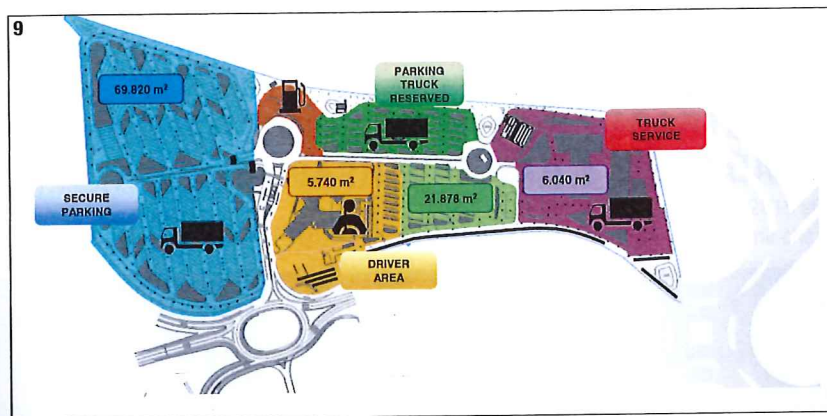 9
69.820 m²
PARKING
TRUCK
RESERVED
TRUCK
SERVICE
5.740 m²
6.040 m²
21.878 m²
SECURE
PARKING
DRIVER
AREA